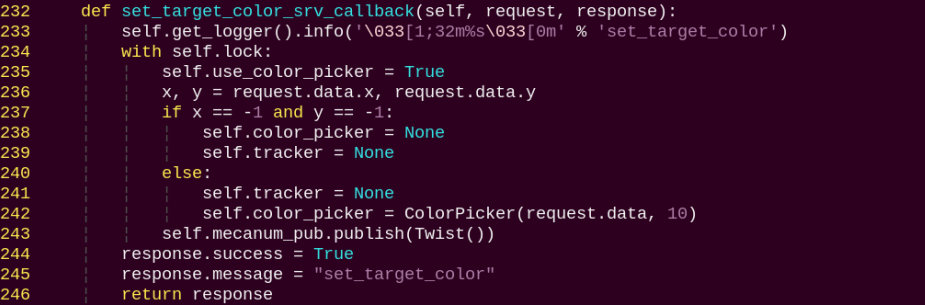 232     def set_target_color_srv_callback(self, request, response):
233         self.get_logger().info('\033[1;32m%s\033[0m' % 'set_target_color')
234         with self.lock:
235             self.use_color_picker = True
236             x, y = request.data.x, request.data.y
237             if x == -1 and y == -1:
238                 self.color_picker = None
239                 self.tracker = None
240             else:
241                 self.tracker = None
242                 self.color_picker = ColorPicker(request.data, 10)
243             self.mecanum_pub.publish(Twist())
244         response.success = True
245         response.message = "set_target_color"
246         return response